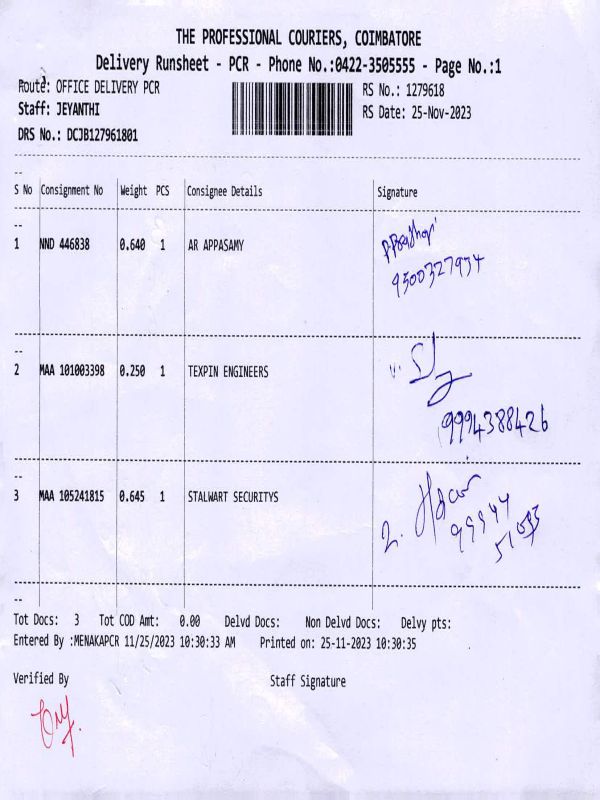 THE PROFESSIONAL COURIERS, COIMBATORE
Delivery Runsheet - PCR - Phone No.:0422-3505555 - Page No.:1
Route: OFFICE DELIVERY PCR
RS No.: 1279618
Staff: JEYANTHI
RS Date: 25-Nov-2023
DRS No.: DCJB127961801
S No Consignment No Weight PCS Consignee Details Signature
1 NND 446838 0.640 1 AR APPASAMY
9500327934
2 MAA 101003398 0.250 1 TEXPIN ENGINEERS
9994388426
3 MAA 105241815 0.645 1 STALWART SECURITYS
99944
Tot Docs: 3 Tot COD Amt: 0.00 Delvd Docs: Non Delvd Docs: Delvy pts:
Entered By :MENAKAPCR 11/25/2023 10:30:33 AM Printed on: 25-11-2023 10:30:35
Verified By Staff Signature